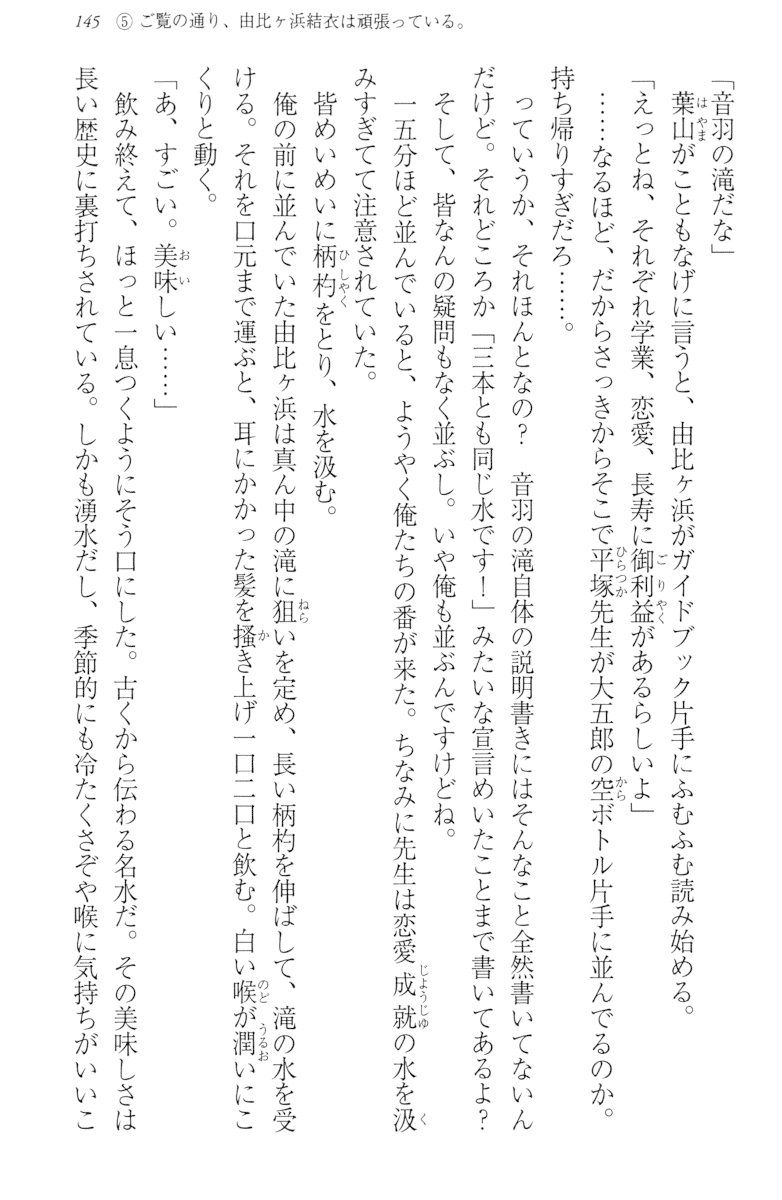 145 ⑤ ご覧の通り、由比ヶ浜結衣は頑張っている。
「音羽の滝だな」
葉山がこともなげに言うと、由比ヶ浜がガイドブック片手にふむふむ読み始める。
「えっとね、それぞれ学業、恋愛、長寿に御利益があるらしいよ」
……なるほど、だからさっきからそこで平塚先生が大五郎の空ボトル片手に並んでるのか。
持ち帰りすぎだろ……。
っていうか、それほんとなの？　音羽の滝自体の説明書きにはそんなこと全然書いてないん
だけど。それどころか「三本とも同じ水です！」みたいな宣言めいたことまで書いてあるよ？
そして、皆なんの疑問もなく並ぶし。いや俺も並ぶんですけどね。
一五分ほど並んでいると、ようやく俺たちの番が来た。ちなみに先生は恋愛成就の水を汲
みすぎてて注意されていた。
皆めいめいに柄杓をとり、水を汲む。
俺の前に並んでいた由比ヶ浜は真ん中の滝に狙いを定め、長い柄杓を伸ばして、滝の水を受
ける。それを口元まで運ぶと、耳にかかった髪を掻き上げ一口二口と飲む。白い喉が潤いにこ
くりと動く。
「あ、すごい。美味しい……」
飲み終えて、ほっと一息つくようにそう口にした。古くから伝わる名水だ。その美味しさは
長い歴史に裏打ちされている。しかも湧水だし、季節的にも冷たくさぞや喉に気持ちがいいこ